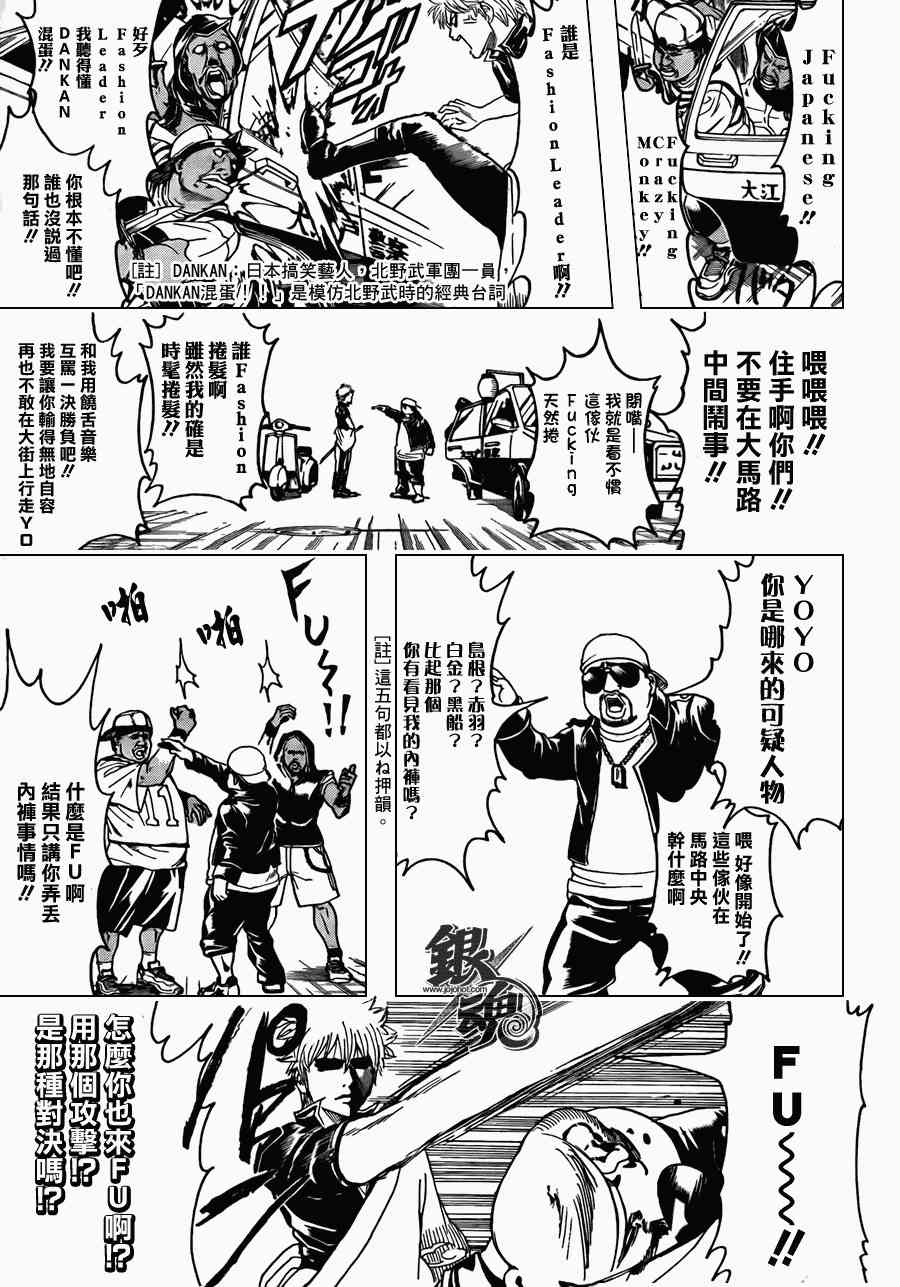 Fucking
Japanese!!
Fucking
Crazy
Monkey!!
大江
誰是
Fashion Leader啊!!
好歹
Fashion
Leader
我聽得懂
DANKAN
混蛋!!
你根本不懂吧!!
誰也沒説過
那句話!!
[註] DANKAN：日本搞笑藝人，北野武軍團一員，
「DANKAN混蛋！！」是模仿北野武時的經典台詞
喂喂喂!!
住手啊你們!!
不要在大馬路
中間鬧事!!
閉嘴—
我就是看不慣
這傢伙
Fucking
天然捲
誰Fashion
捲髮啊
雖然我的確是
時髦捲髮!!
和我用饒舌音樂
互罵一決勝負吧!!
我要讓你輸得無地自容
再也不敢在大街上行走YO
YOYO
你是哪來的可疑人物
喂 好像開始了!!
這些傢伙在
馬路中央
幹什麼啊
島根?赤羽?
白金?黑船?
比起那個
你有看見我的內褲嗎?
[註]這五句都以ね押韻。
FU~!!
啪
啪
什麼是FU啊
結果只講你弄丟
內褲事情嗎!!
銀魂
www.jojohot.com
FU~~~~!!
怎麼你也來FU啊!?
用那個攻擊!?
是那種對決嗎!?